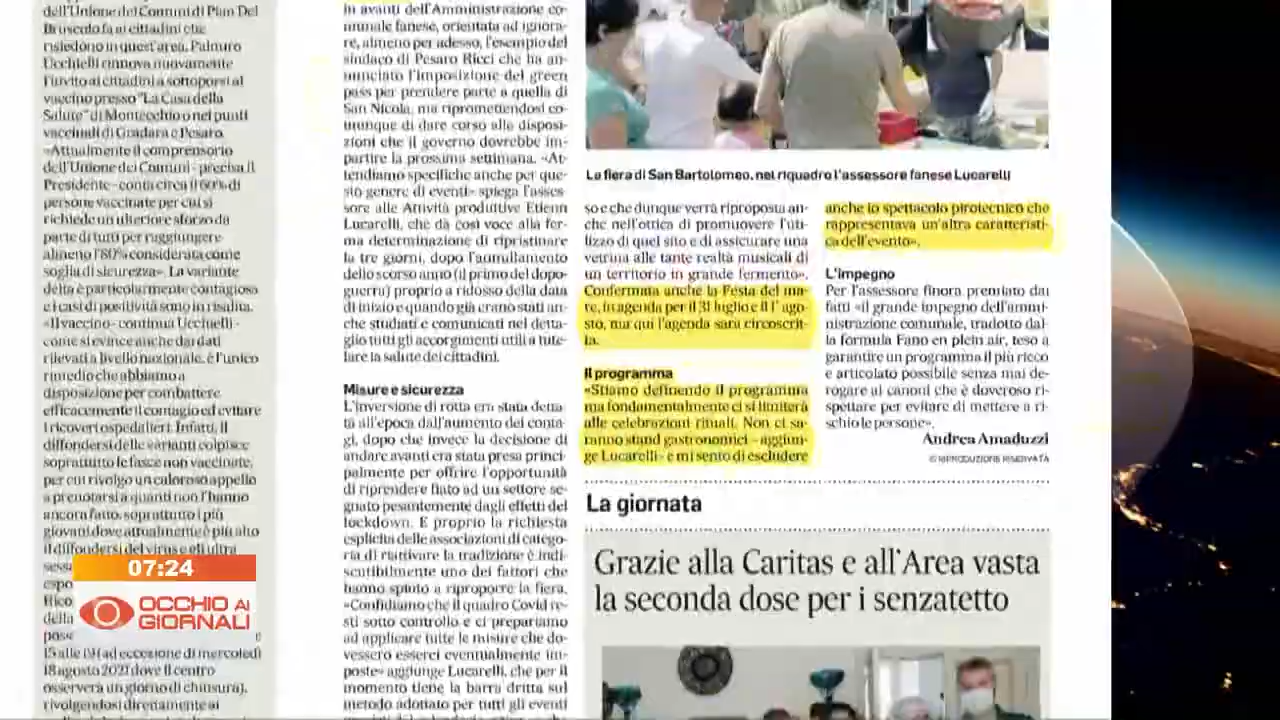 dell'Unione dei Comuni di Pian Del
Bruscolo fa ai cittadini che
risiedono in quest'area. Palmiro
Ucchielli rinnova nuovamente
l'invito ai cittadini a sottoporsi al
vaccino presso "La Casa della
Salute" di Montecchio o nei punti
vaccinali di Gradara e Pesaro.
«Attualmente il comprensorio
dell'Unione dei Comuni - precisa il
Presidente - conta circa il 60% di
persone vaccinate per cui si
richiede un ulteriore sforzo da
parte di tutti per raggiungere
almeno l'80% considerata come
soglia di sicurezza». La variante
delta è particolarmente contagiosa
e i casi di positività sono in risalita.
«Il vaccino - continua Ucchielli -
come si evince anche dai dati
rilevati a livello nazionale, è l'unico
rimedio che abbiamo a
disposizione per combattere
efficacemente il contagio ed evitare
i ricoveri ospedalieri. Infatti, il
diffondersi delle varianti colpisce
soprattutto le fasce non vaccinate,
per cui rivolgo un caloroso appello
a prenotarsi a quanti non l'hanno
ancora fatto, soprattutto i più
giovani dove attualmente è più alto
il diffondersi del virus e gli ultra
sess
espo
Rico
della
poss
15 alle 19 (ad eccezione di mercoledì
18 agosto 2021 dove il centro
osserverà un giorno di chiusura),
rivolgendosi direttamente ai
07:24
OCCHIO AI
GIORNALI
in avanti dell'Amministrazione co-
munale fanese, orientata ad ignora-
re, almeno per adesso, l'esempio del
sindaco di Pesaro Ricci che ha an-
nunciato l'imposizione del green
pass per prendere parte a quella di
San Nicola, ma ripromettendosi co-
munque di dare corso alle disposi-
zioni che il governo dovrebbe im-
partire la prossima settimana. «At-
tendiamo specifiche anche per que-
sto genere di eventi» spiega l'asses-
sore alle Attività produttive Etienn
Lucarelli, che dà così voce alla fer-
ma determinazione di ripristinare
la tre giorni, dopo l'annullamento
dello scorso anno (il primo del dopo-
guerra) proprio a ridosso della data
di inizio e quando già erano stati an-
che studiati e comunicati nel detta-
glio tutti gli accorgimenti utili a tute-
lare la salute dei cittadini.
Misure e sicurezza
L'inversione di rotta era stata detta-
ta all'epoca dall'aumento dei conta-
gi, dopo che invece la decisione di
andare avanti era stata presa princi-
palmente per offrire l'opportunità
di riprendere fiato ad un settore se-
gnato pesantemente dagli effetti del
lockdown. E proprio la richiesta
esplicita delle associazioni di catego-
ria di riattivare la tradizione è indi-
scutibilmente uno dei fattori che
hanno spinto a riproporre la fiera.
«Confidiamo che il quadro Covid re-
sti sotto controllo e ci prepariamo
ad applicare tutte le misure che do-
vessero esserci eventualmente im-
poste» aggiunge Lucarelli, che per il
momento tiene la barra dritta sul
metodo adottato per tutti gli eventi
La fiera di San Bartolomeo, nel riquadro l'assessore fanese Lucarelli
so e che dunque verrà riproposta an-
che nell'ottica di promuovere l'uti-
lizzo di quel sito e di assicurare una
vetrina alle tante realtà musicali di
un territorio in grande fermento».
Confermata anche la Festa del ma-
re, in agenda per il 31 luglio e il 1° ago-
sto, ma qui l'agenda sarà circoscrit-
ta.
Il programma
«Stiamo definendo il programma
ma fondamentalmente ci si limiterà
alle celebrazioni rituali. Non ci sa-
ranno stand gastronomici - aggiun-
ge Lucarelli - e mi sento di escludere
anche lo spettacolo pirotecnico che
rappresentava un'altra caratteristi-
ca dell'evento».
L'impegno
Per l'assessore finora premiato dai
fatti «il grande impegno dell'ammi-
nistrazione comunale, tradotto dal-
la formula Fano en plein air, teso a
garantire un programma il più ricco
e articolato possibile senza mai de-
rogare ai canoni che è doveroso ri-
spettare per evitare di mettere a ri-
schio le persone».
Andrea Amaduzzi
© RIPRODUZIONE RISERVATA
La giornata
Grazie alla Caritas e all'Area vasta
la seconda dose per i senzatetto